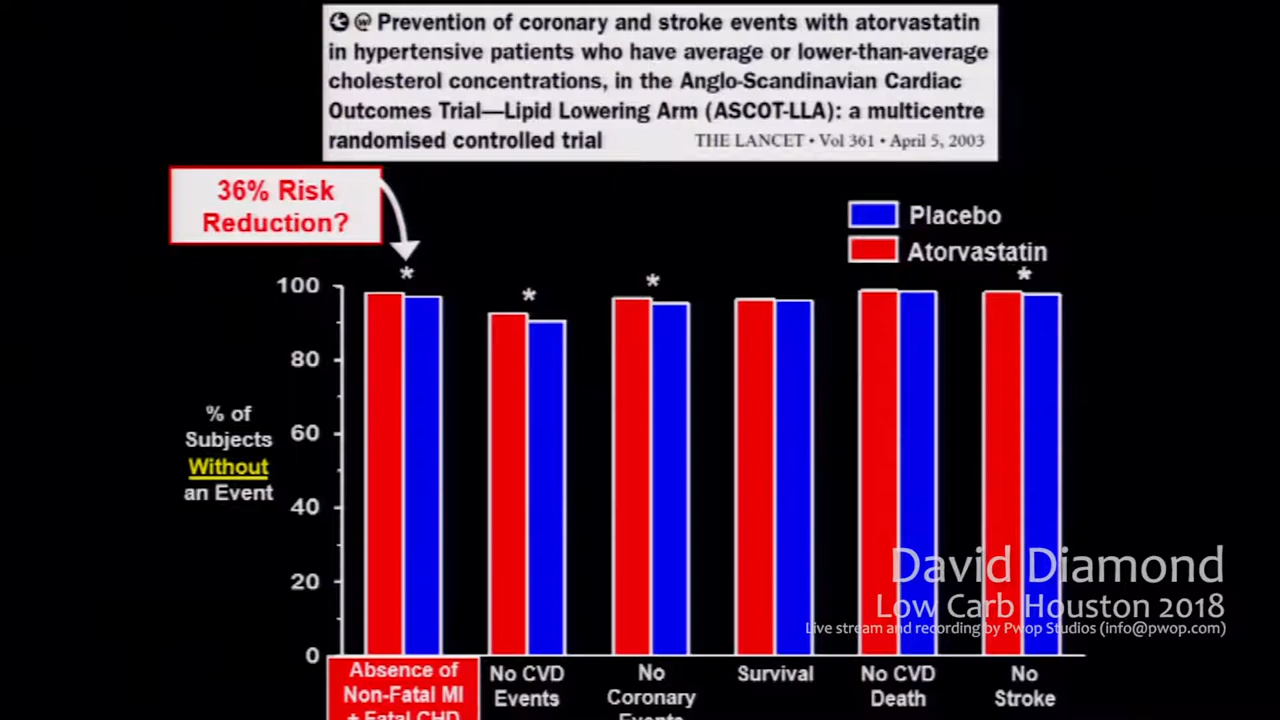 Prevention of coronary and stroke events with atorvastatin
in hypertensive patients who have average or lower-than-average
cholesterol concentrations, in the Anglo-Scandinavian Cardiac
Outcomes Trial—Lipid Lowering Arm (ASCOT-LLA): a multicentre
randomised controlled trial THE LANCET • Vol 361 • April 5, 2003
36% Risk
Reduction?
Placebo
Atorvastatin
* * * *
100
80
60
40
20
0
% of
Subjects
Without
an Event
Absence of
Non-Fatal MI
+ Fatal CHD
No CVD
Events
No
Coronary
Events
Survival
No CVD
Death
No
Stroke
David Diamond
Low Carb Houston 2018
Live stream and recording by Pwop Studios (info@pwop.com)